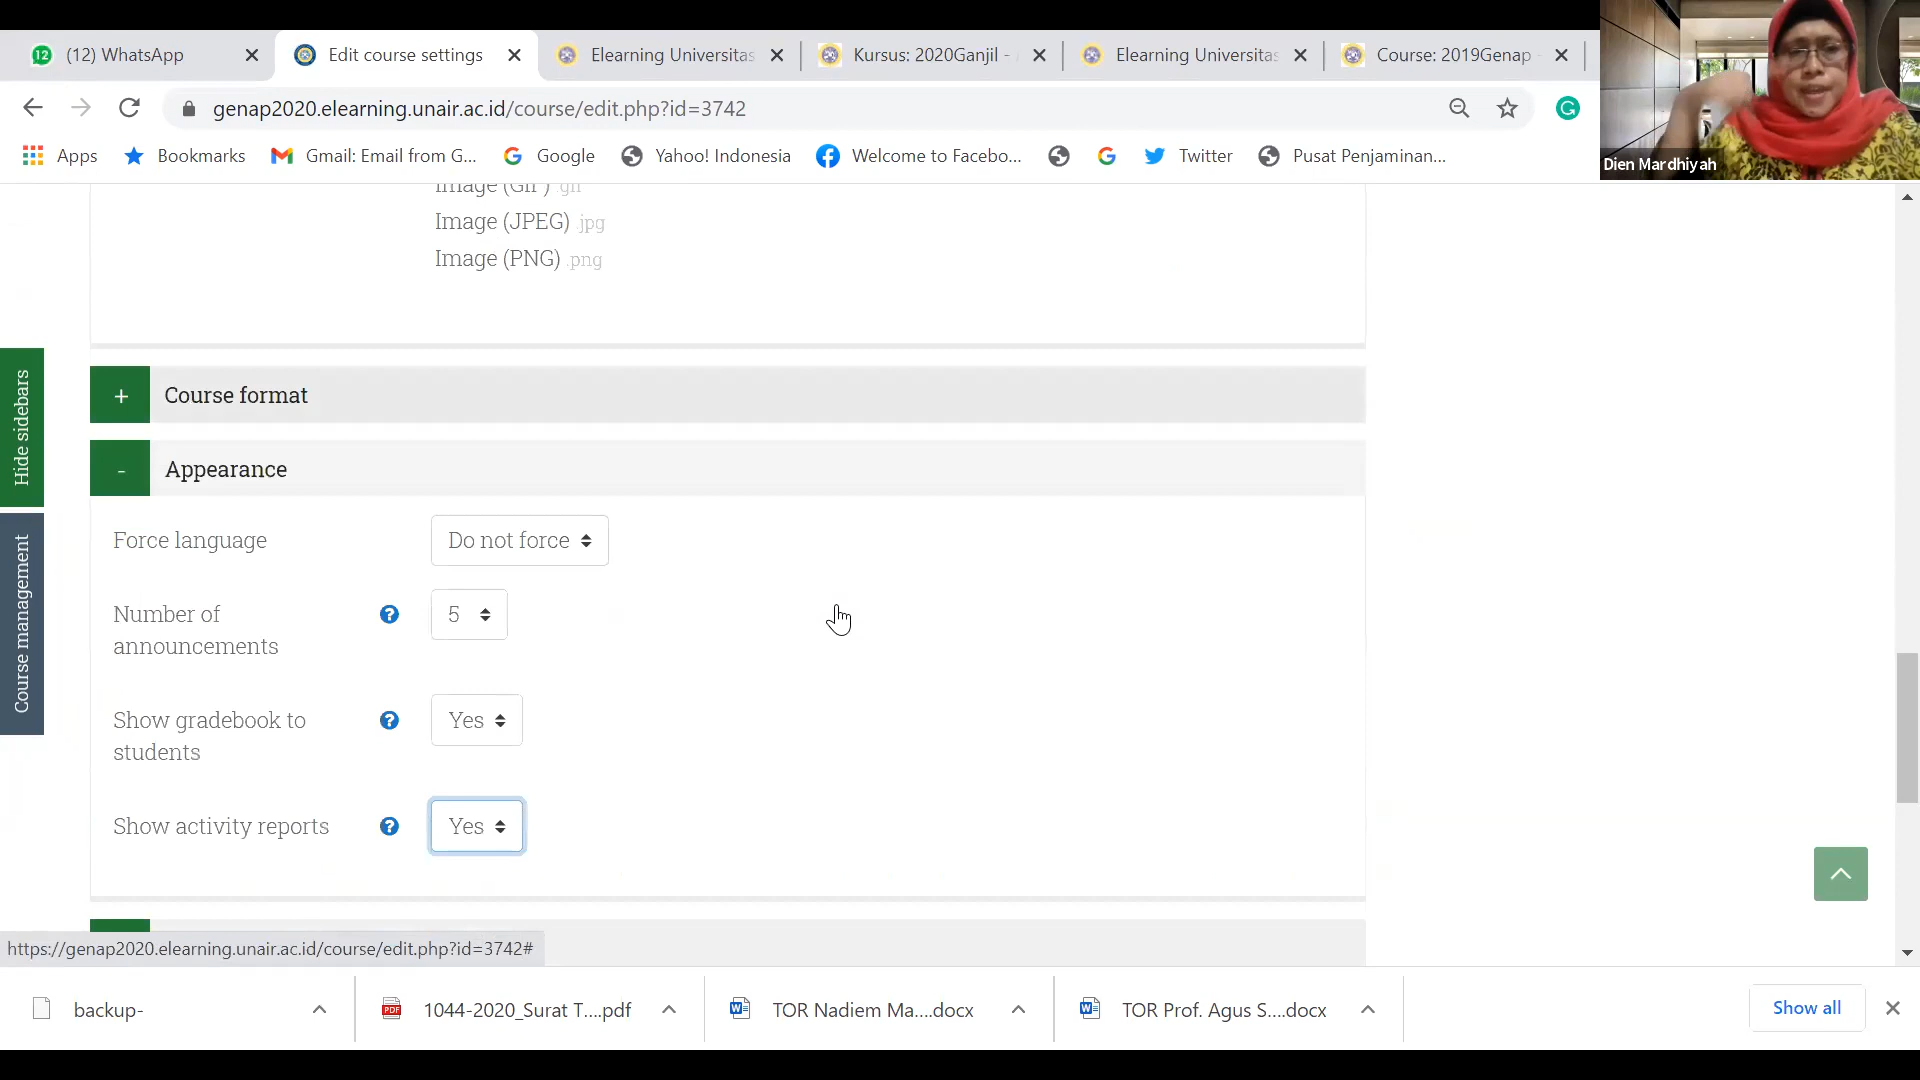 12 (12) WhatsApp
Edit course settings
Elearning Universitas
Kursus: 2020Ganjil -
Elearning Universitas
Course: 2019Genap -
genap2020.elearning.unair.ac.id/course/edit.php?id=3742
Apps
Bookmarks
Gmail: Email from G...
Google
Yahoo! Indonesia
Welcome to Facebo...
Twitter
Pusat Penjaminan...
Dien Mardhiyah
Image (GIF) .gif
Image (JPEG) .jpg
Image (PNG) .png
Hide sidebars
Course management
+ Course format
- Appearance
Force language
Do not force
Number of
announcements
5
Show gradebook to
students
Yes
Show activity reports
Yes
https://genap2020.elearning.unair.ac.id/course/edit.php?id=3742#
backup-
PDF
1044-2020_Surat T....pdf
TOR Nadiem Ma....docx
TOR Prof. Agus S....docx
Show all